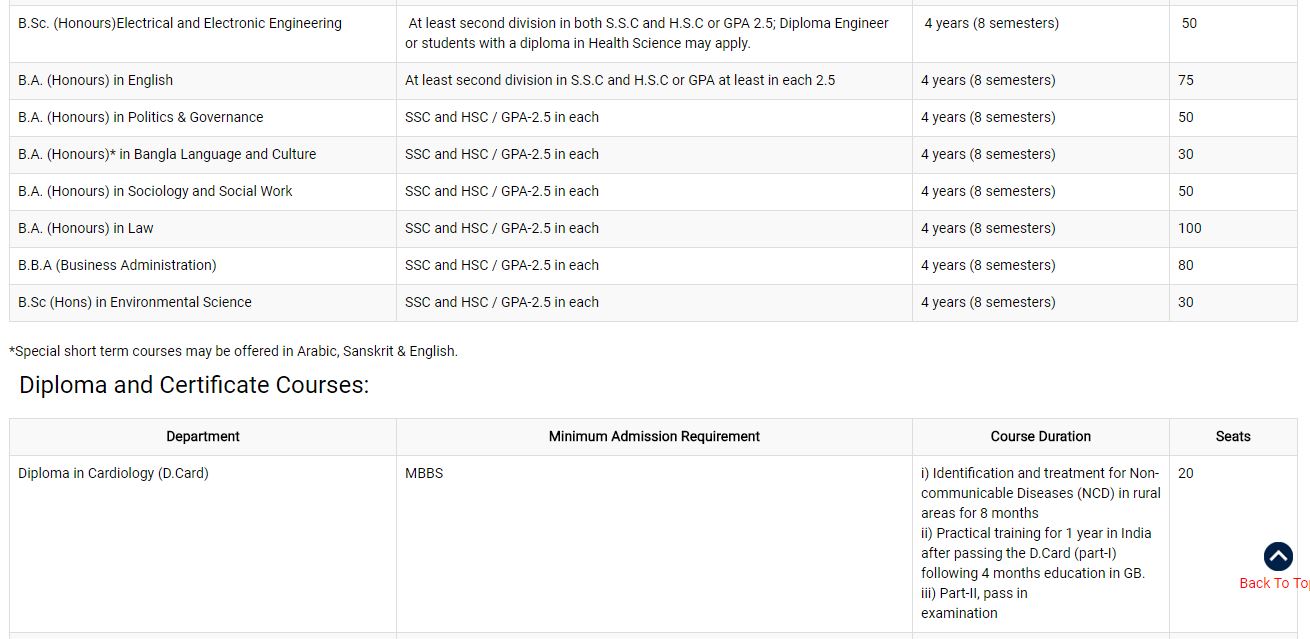 B.Sc. (Honours)Electrical and Electronic Engineering
At least second division in both S.S.C and H.S.C or GPA 2.5; Diploma Engineer
or students with a diploma in Health Science may apply.
4 years (8 semesters)
50
B.A. (Honours) in English
At least second division in S.S.C and H.S.C or GPA at least in each 2.5
4 years (8 semesters)
75
B.A. (Honours) in Politics & Governance
SSC and HSC / GPA-2.5 in each
4 years (8 semesters)
50
B.A. (Honours)* in Bangla Language and Culture
SSC and HSC / GPA-2.5 in each
4 years (8 semesters)
30
B.A. (Honours) in Sociology and Social Work
SSC and HSC / GPA-2.5 in each
4 years (8 semesters)
50
B.A. (Honours) in Law
SSC and HSC / GPA-2.5 in each
4 years (8 semesters)
100
B.B.A (Business Administration)
SSC and HSC / GPA-2.5 in each
4 years (8 semesters)
80
B.Sc (Hons) in Environmental Science
SSC and HSC / GPA-2.5 in each
4 years (8 semesters)
30
*Special short term courses may be offered in Arabic, Sanskrit & English.
Diploma and Certificate Courses:
Department
Minimum Admission Requirement
Course Duration
Seats
Diploma in Cardiology (D.Card)
MBBS
i) Identification and treatment for Non-
communicable Diseases (NCD) in rural
areas for 8 months
ii) Practical training for 1 year in India
after passing the D.Card (part-I)
following 4 months education in GB.
iii) Part-II, pass in
examination
20
Back To To